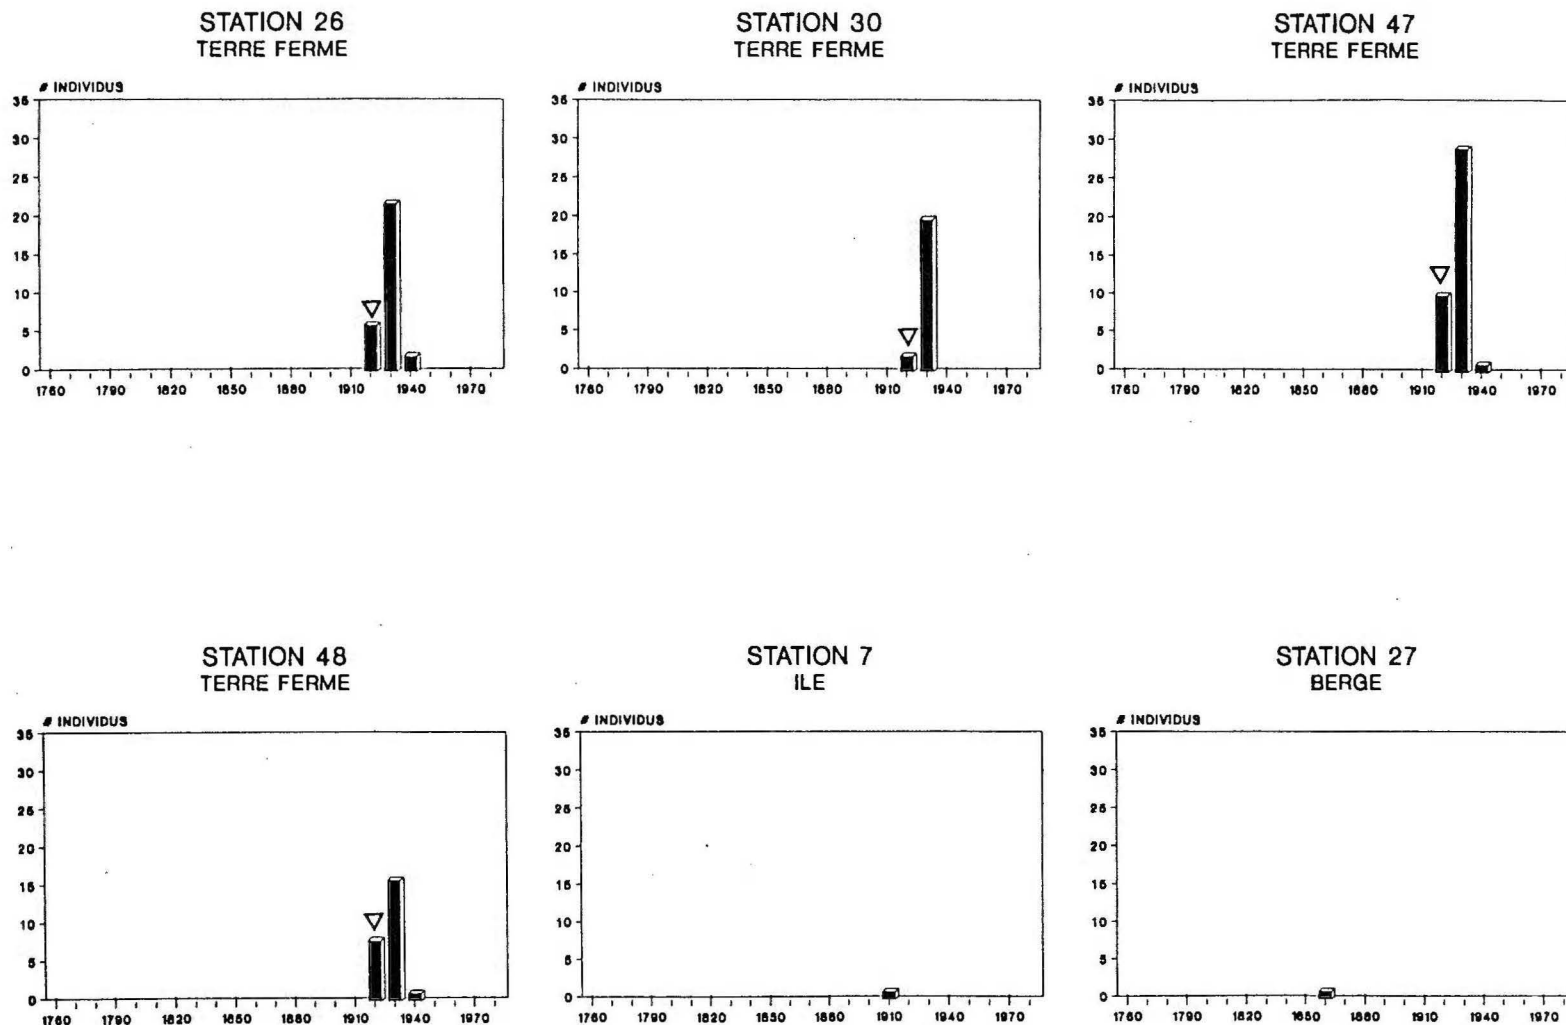 STATION 26
TERRE FERME
# INDIVIDUS
35
30
25
20
15
10
5
0
1760 1790 1820 1850 1880 1910 1940 1970
STATION 30
TERRE FERME
# INDIVIDUS
35
30
25
20
15
10
5
0
1760 1790 1820 1850 1880 1910 1940 1970
STATION 47
TERRE FERME
# INDIVIDUS
35
30
25
20
15
10
5
0
1760 1790 1820 1850 1880 1910 1940 1970
STATION 48
TERRE FERME
# INDIVIDUS
35
30
25
20
15
10
5
0
1760 1790 1820 1850 1880 1910 1940 1970
STATION 7
ILE
# INDIVIDUS
35
30
25
20
15
10
5
0
1760 1790 1820 1850 1880 1910 1940 1970
STATION 27
BERGE
# INDIVIDUS
35
30
25
20
15
10
5
0
1760 1790 1820 1850 1880 1910 1940 1970